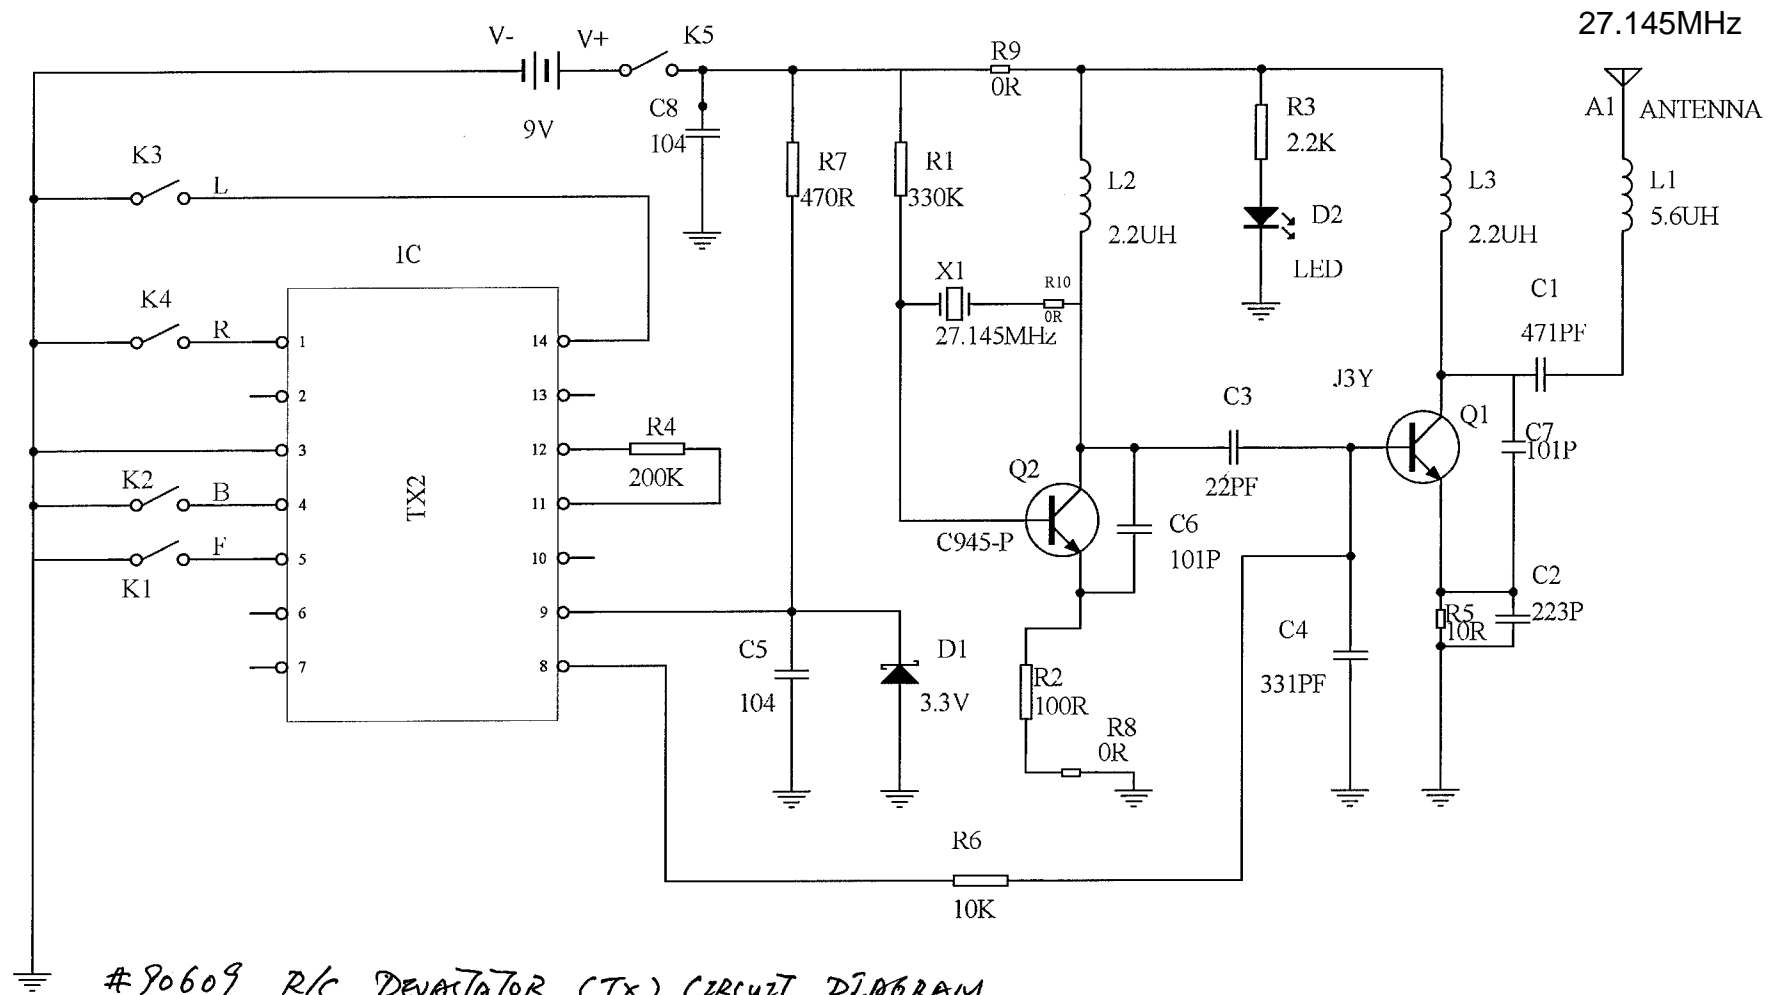 27.145MHz
V-
V+
K5
9V
C8
104
R9
0R
R3
2.2K
A1
ANTENNA
K3
L
R7
470R
R1
330K
L2
2.2UH
D2
LED
L3
2.2UH
L1
5.6UH
IC
K4
R
X1
27.145MHz
R10
0R
C1
471PF
TX2
1
2
3
4
5
6
7
14
13
12
11
10
9
8
K2
B
F
K1
R4
200K
J3Y
Q1
C3
22PF
C7
101P
Q2
C945-P
C6
101P
C2
223P
R5
10R
C4
331PF
C5
104
D1
3.3V
R2
100R
R8
0R
R6
10K
#90609 R/C DEVASTATOR (TX) CIRCUIT DIAGRAM